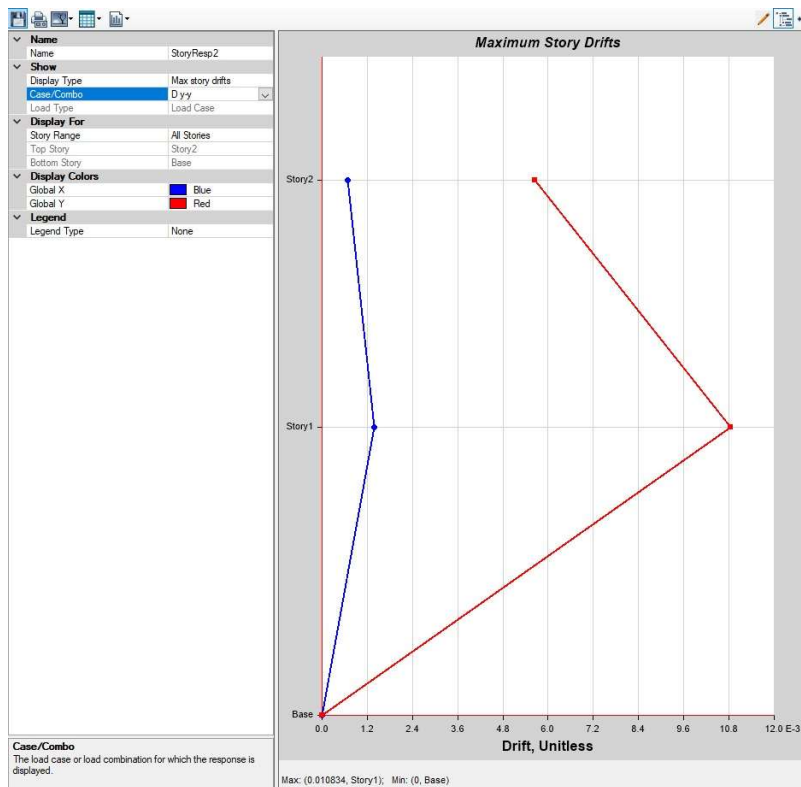 Name
Name StoryResp2
Show
Display Type Max story drifts
Case/Combo D y-y
Load Type Load Case
Display For
Story Range All Stories
Top Story Story2
Bottom Story Base
Display Colors
Global X Blue
Global Y Red
Legend
Legend Type None
Case/Combo
The load case or load combination for which the response is
displayed.
Maximum Story Drifts
Story2
Story1
Base
0.0 1.2 2.4 3.6 4.8 6.0 7.2 8.4 9.6 10.8 12.0 E-3
Drift, Unitless
Max: (0.010834, Story1); Min: (0, Base)